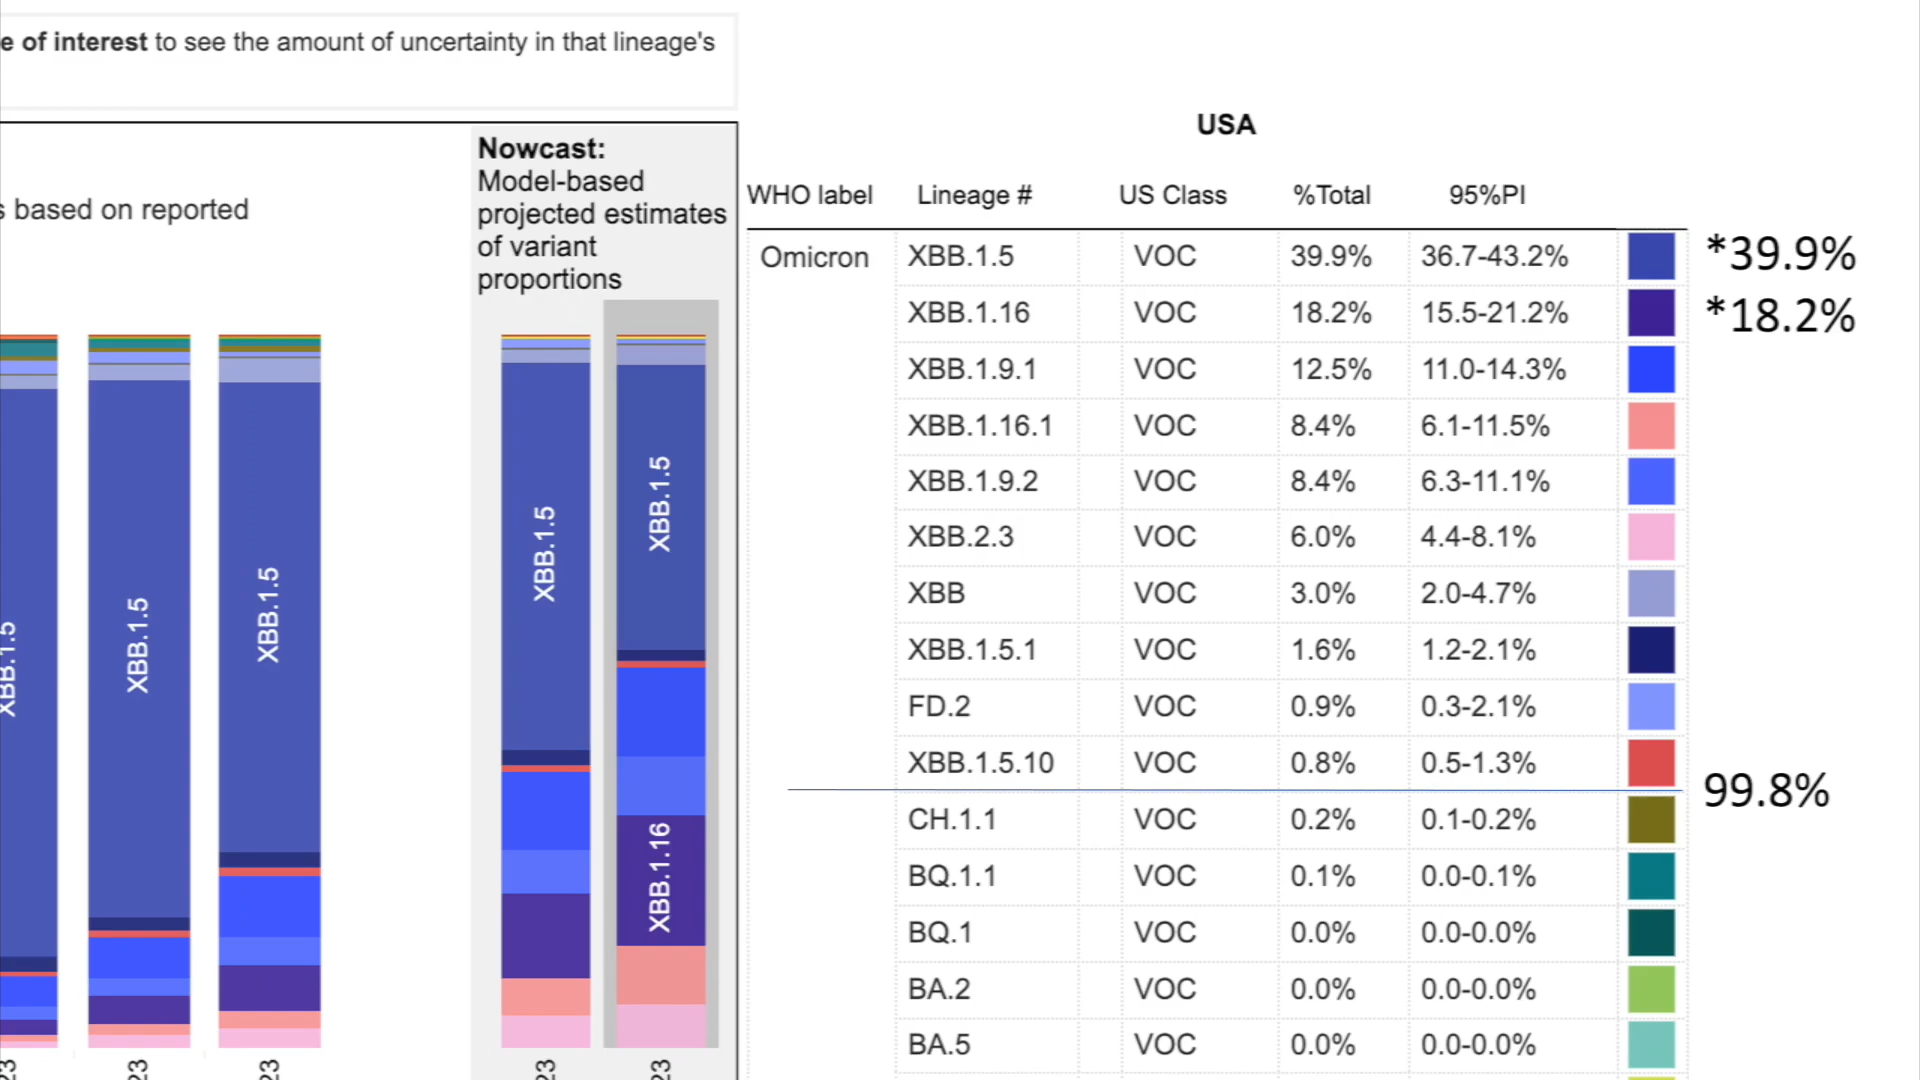 e of interest to see the amount of uncertainty in that lineage's
s based on reported
Nowcast:
Model-based
projected estimates
of variant
proportions
XBB.1.5
XBB.1.5
XBB.1.5
XBB.1.5
XBB.1.5
XBB.1.16
23
23
23
23
23
USA
WHO label Lineage # US Class %Total 95%PI
Omicron XBB.1.5 VOC 39.9% 36.7-43.2% *39.9%
XBB.1.16 VOC 18.2% 15.5-21.2% *18.2%
XBB.1.9.1 VOC 12.5% 11.0-14.3%
XBB.1.16.1 VOC 8.4% 6.1-11.5%
XBB.1.9.2 VOC 8.4% 6.3-11.1%
XBB.2.3 VOC 6.0% 4.4-8.1%
XBB VOC 3.0% 2.0-4.7%
XBB.1.5.1 VOC 1.6% 1.2-2.1%
FD.2 VOC 0.9% 0.3-2.1%
XBB.1.5.10 VOC 0.8% 0.5-1.3%
99.8%
CH.1.1 VOC 0.2% 0.1-0.2%
BQ.1.1 VOC 0.1% 0.0-0.1%
BQ.1 VOC 0.0% 0.0-0.0%
BA.2 VOC 0.0% 0.0-0.0%
BA.5 VOC 0.0% 0.0-0.0%